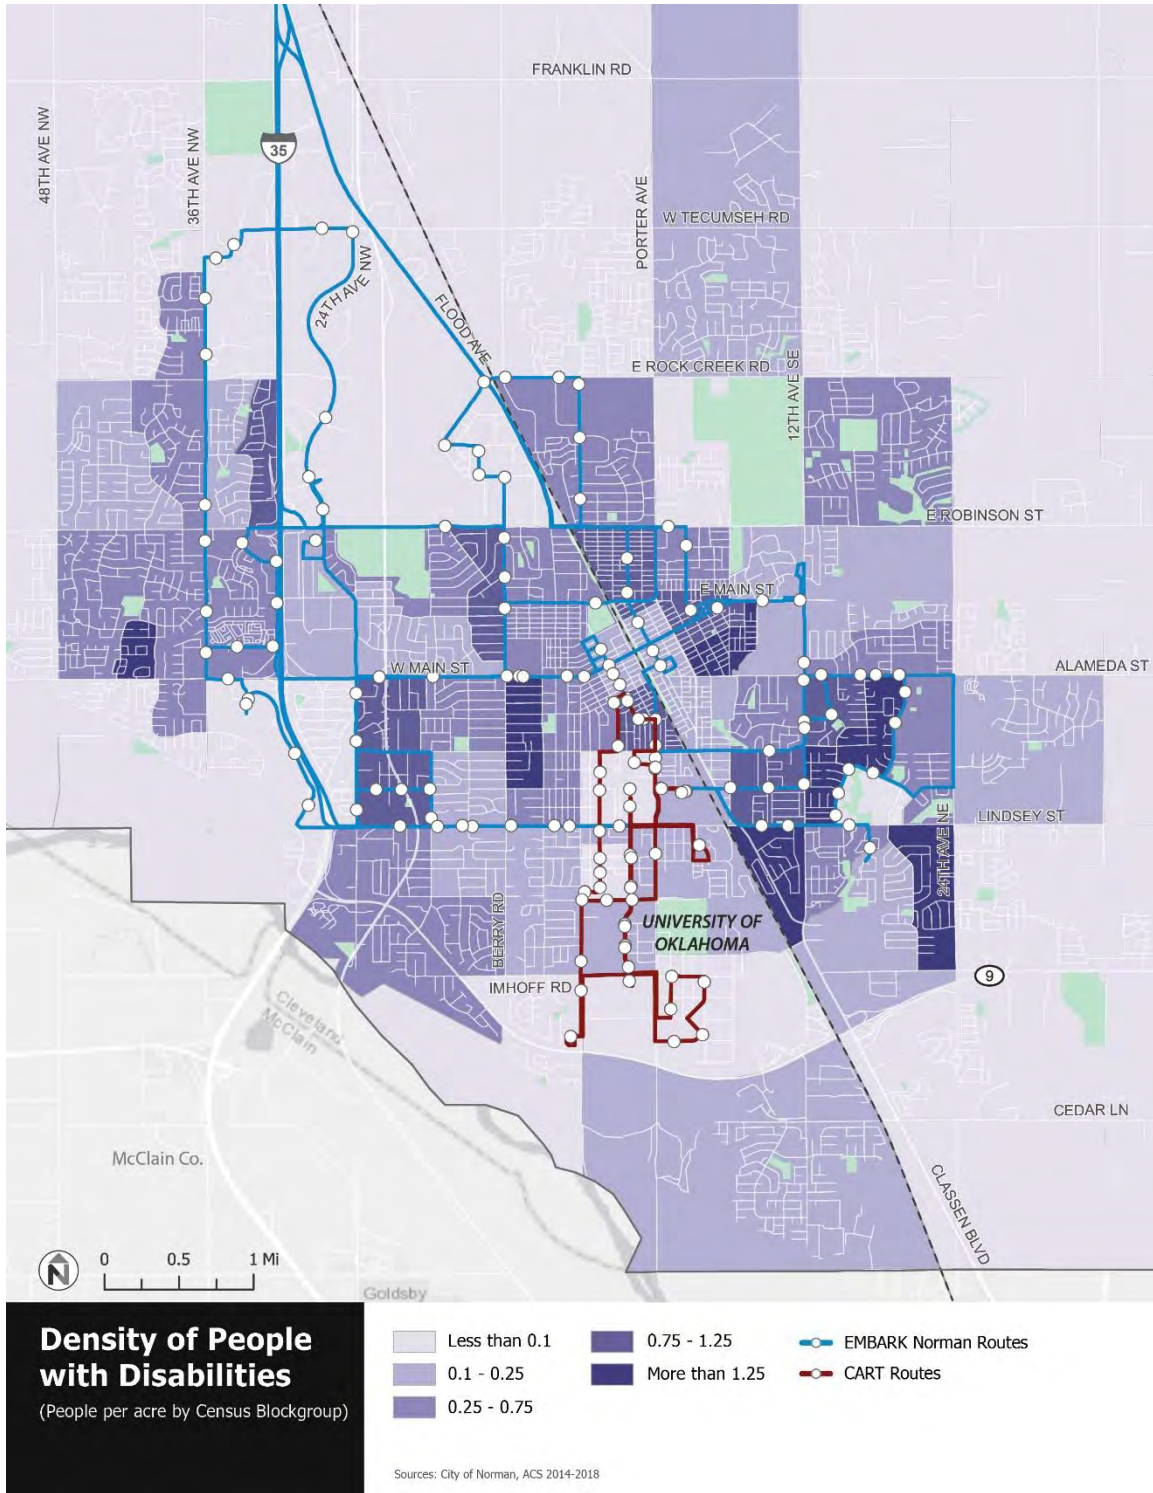 FRANKLIN RD
48TH AVE NW
36TH AVE NW
35
PORTER AVE
W TECUMSEH RD
24TH AVE NW
FLOOD AVE
E ROCK CREEK RD
12TH AVE SE
E ROBINSON ST
E MAIN ST
W MAIN ST
ALAMEDA ST
LINDSEY ST
24TH AVE NE
BERRY RD
UNIVERSITY OF
OKLAHOMA
IMHOFF RD
9
Cleveland
McClain
CEDAR LN
McClain Co.
CLASSEN BLVD
N
0 0.5 1 Mi
Goldsby
Density of People
with Disabilities
(People per acre by Census Blockgroup)
Less than 0.1
0.1 - 0.25
0.25 - 0.75
0.75 - 1.25
More than 1.25
EMBARK Norman Routes
CART Routes
Sources: City of Norman, ACS 2014-2018